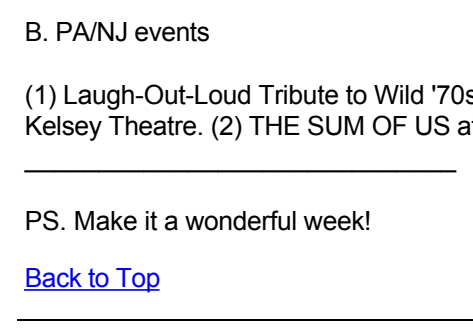 B. PA/NJ events
(1) Laugh-Out-Loud Tribute to Wild '70s
Kelsey Theatre. (2) THE SUM OF US
PS. Make it a wonderful week!
Back to Top